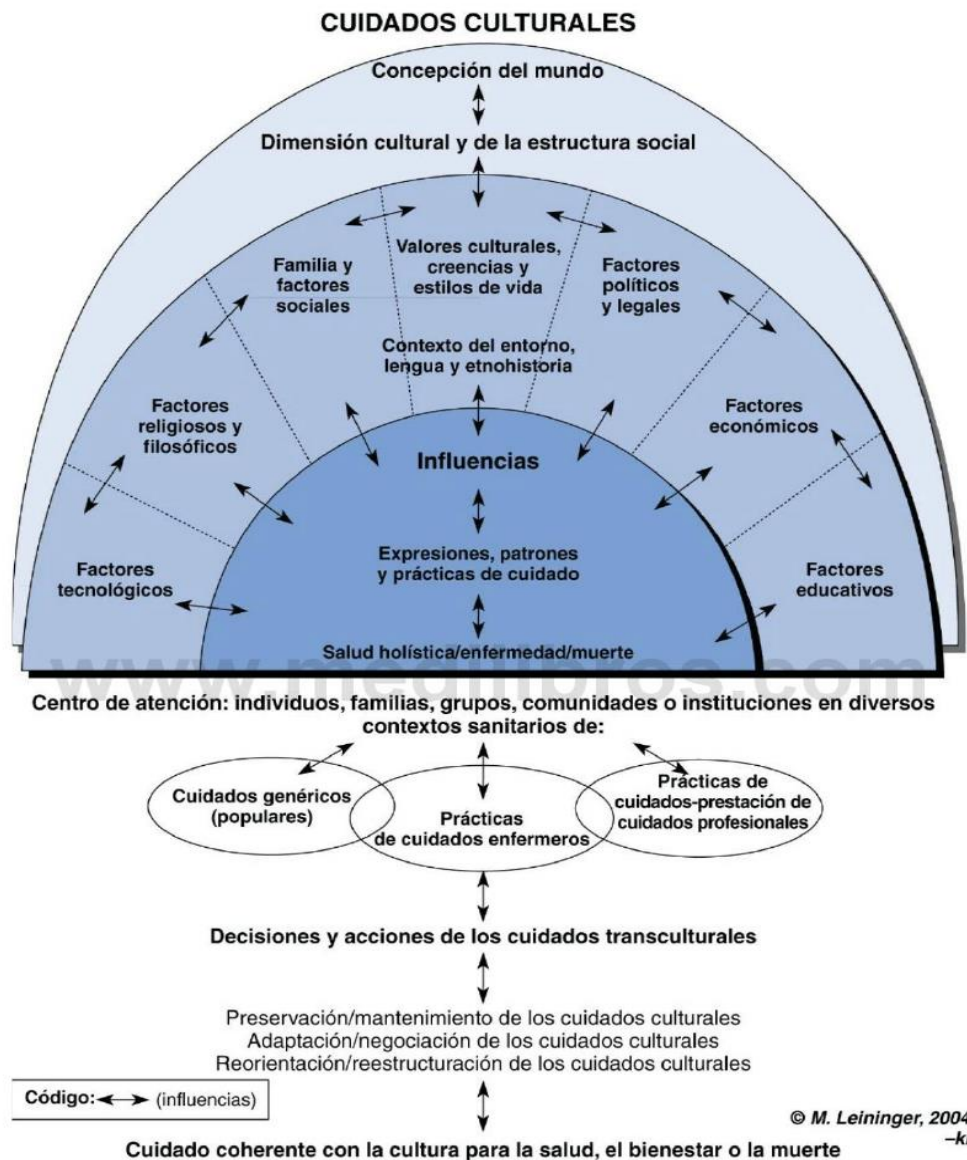 CUIDADOS CULTURALES
Concepción del mundo
Dimensión cultural y de la estructura social
Valores culturales,
creencias y
estilos de vida
Familia y
factores
sociales
Factores
políticos
y legales
Contexto del entorno,
lengua y etnohistoria
Factores
religiosos y
filosóficos
Factores
económicos
Influencias
Expresiones, patrones
y prácticas de cuidado
Factores
tecnológicos
Factores
educativos
Salud holística/enfermedad/muerte
www.medilibros.com
Centro de atención: individuos, familias, grupos, comunidades o instituciones en diversos
contextos sanitarios de:
Cuidados genéricos
(populares)
Prácticas
de cuidados enfermeros
Prácticas de
cuidados-prestación de
cuidados profesionales
Decisiones y acciones de los cuidados transculturales
Preservación/mantenimiento de los cuidados culturales
Adaptación/negociación de los cuidados culturales
Reorientación/reestructuración de los cuidados culturales
Código: (influencias)
© M. Leininger, 2004
Cuidado coherente con la cultura para la salud, el bienestar o la muerte